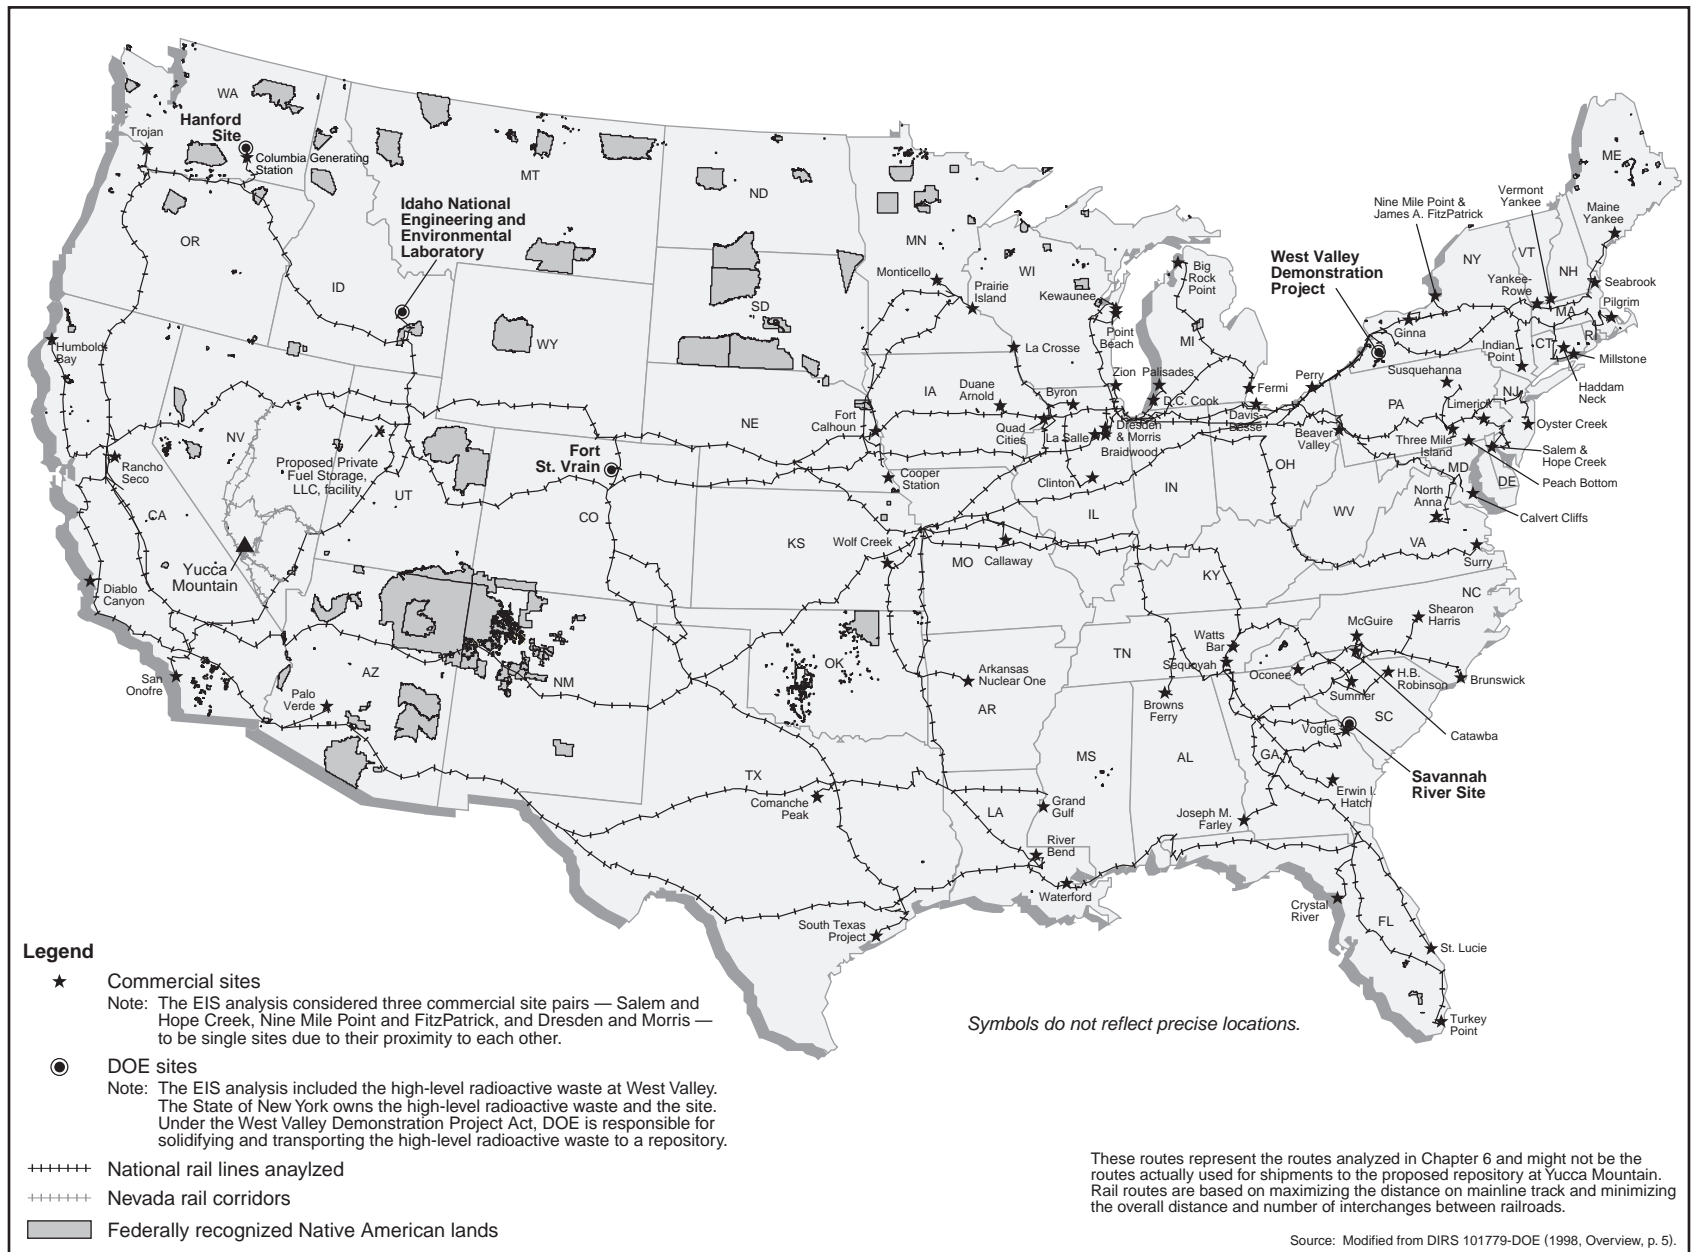 WA
Hanford
Site
Trojan
Columbia Generating
Station
MT
ND
OR
ID
Idaho National
Engineering and
Environmental
Laboratory
MN
Monticello
Prairie
Island
WI
Kewaunee
Point
Beach
Big
Rock
Point
MI
West Valley
Demonstration
Project
Nine Mile Point &
James A. FitzPatrick
Vermont
Yankee
ME
Maine
Yankee
NY
VT
NH
Yankee-
Rowe
Seabrook
Pilgrim
MA
RI
CT
Ginna
Indian
Point
Millstone
Haddam
Neck
Susquehanna
NJ
PA
Limerick
Oyster Creek
Three Mile
Island
Salem &
Hope Creek
Peach Bottom
MD
DE
Calvert Cliffs
North
Anna
WV
VA
Surry
Humbolt
Bay
WY
SD
La Crosse
IA
Duane
Arnold
Byron
Zion
Palisades
D.C. Cook
Fermi
Davis-
Besse
Perry
Beaver
Valley
OH
NE
Fort
Calhoun
Quad
Cities
La Salle
Dresden
& Morris
Braidwood
Cooper
Station
Clinton
IN
IL
NV
Proposed Private
Fuel Storage,
LLC, facility
UT
Fort
St. Vrain
CO
Rancho
Seco
CA
Yucca
Mountain
KS
Wolf Creek
MO
Callaway
KY
NC
Diablo
Canyon
San
Onofre
AZ
Palo
Verde
NM
OK
Arkansas
Nuclear One
AR
TN
Watts
Bar
Sequoyah
Browns
Ferry
McGuire
Shearon
Harris
Oconee
Summer
H.B.
Robinson
Brunswick
SC
Catawba
Vogtle
Savannah
River Site
MS
AL
GA
Erwin I.
Hatch
Joseph M.
Farley
TX
Comanche
Peak
LA
Grand
Gulf
River
Bend
Waterford
South Texas
Project
Crystal
River
FL
St. Lucie
Turkey
Point
Legend
Commercial sites
Note: The EIS analysis considered three commercial site pairs — Salem and
Hope Creek, Nine Mile Point and FitzPatrick, and Dresden and Morris —
to be single sites due to their proximity to each other.
DOE sites
Note: The EIS analysis included the high-level radioactive waste at West Valley.
The State of New York owns the high-level radioactive waste and the site.
Under the West Valley Demonstration Project Act, DOE is responsible for
solidifying and transporting the high-level radioactive waste to a repository.
National rail lines anaylzed
Nevada rail corridors
Federally recognized Native American lands
Symbols do not reflect precise locations.
These routes represent the routes analyzed in Chapter 6 and might not be the
routes actually used for shipments to the proposed repository at Yucca Mountain.
Rail routes are based on maximizing the distance on mainline track and minimizing
the overall distance and number of interchanges between railroads.
Source: Modified from DIRS 101779-DOE (1998, Overview, p. 5).